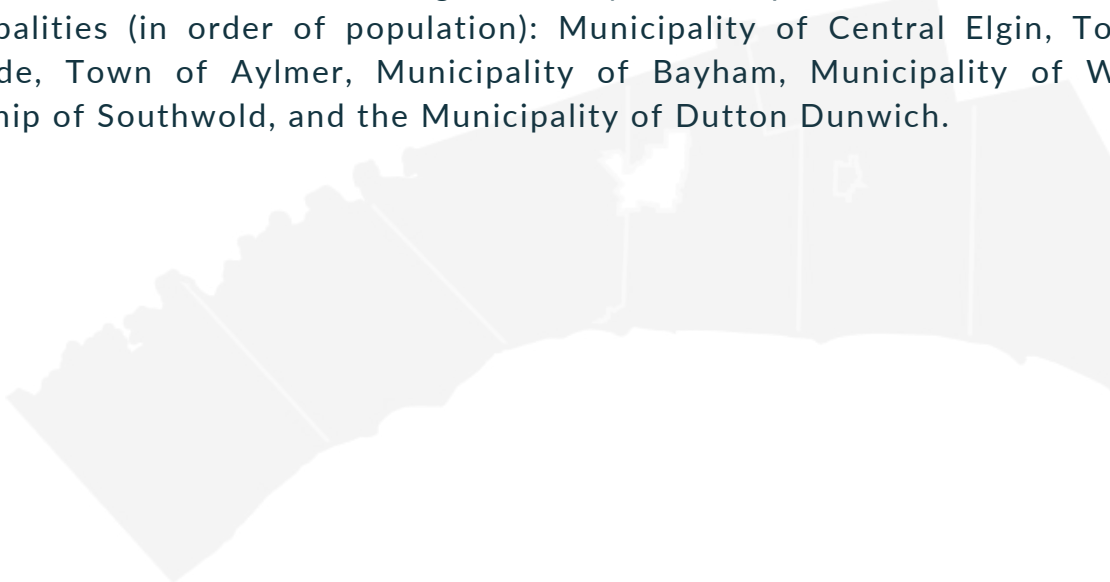 palities (in order of population): Municipality of Central Elgin, To
de, Town of Aylmer, Municipality of Bayham, Municipality of W
hip of Southwold, and the Municipality of Dutton Dunwich.